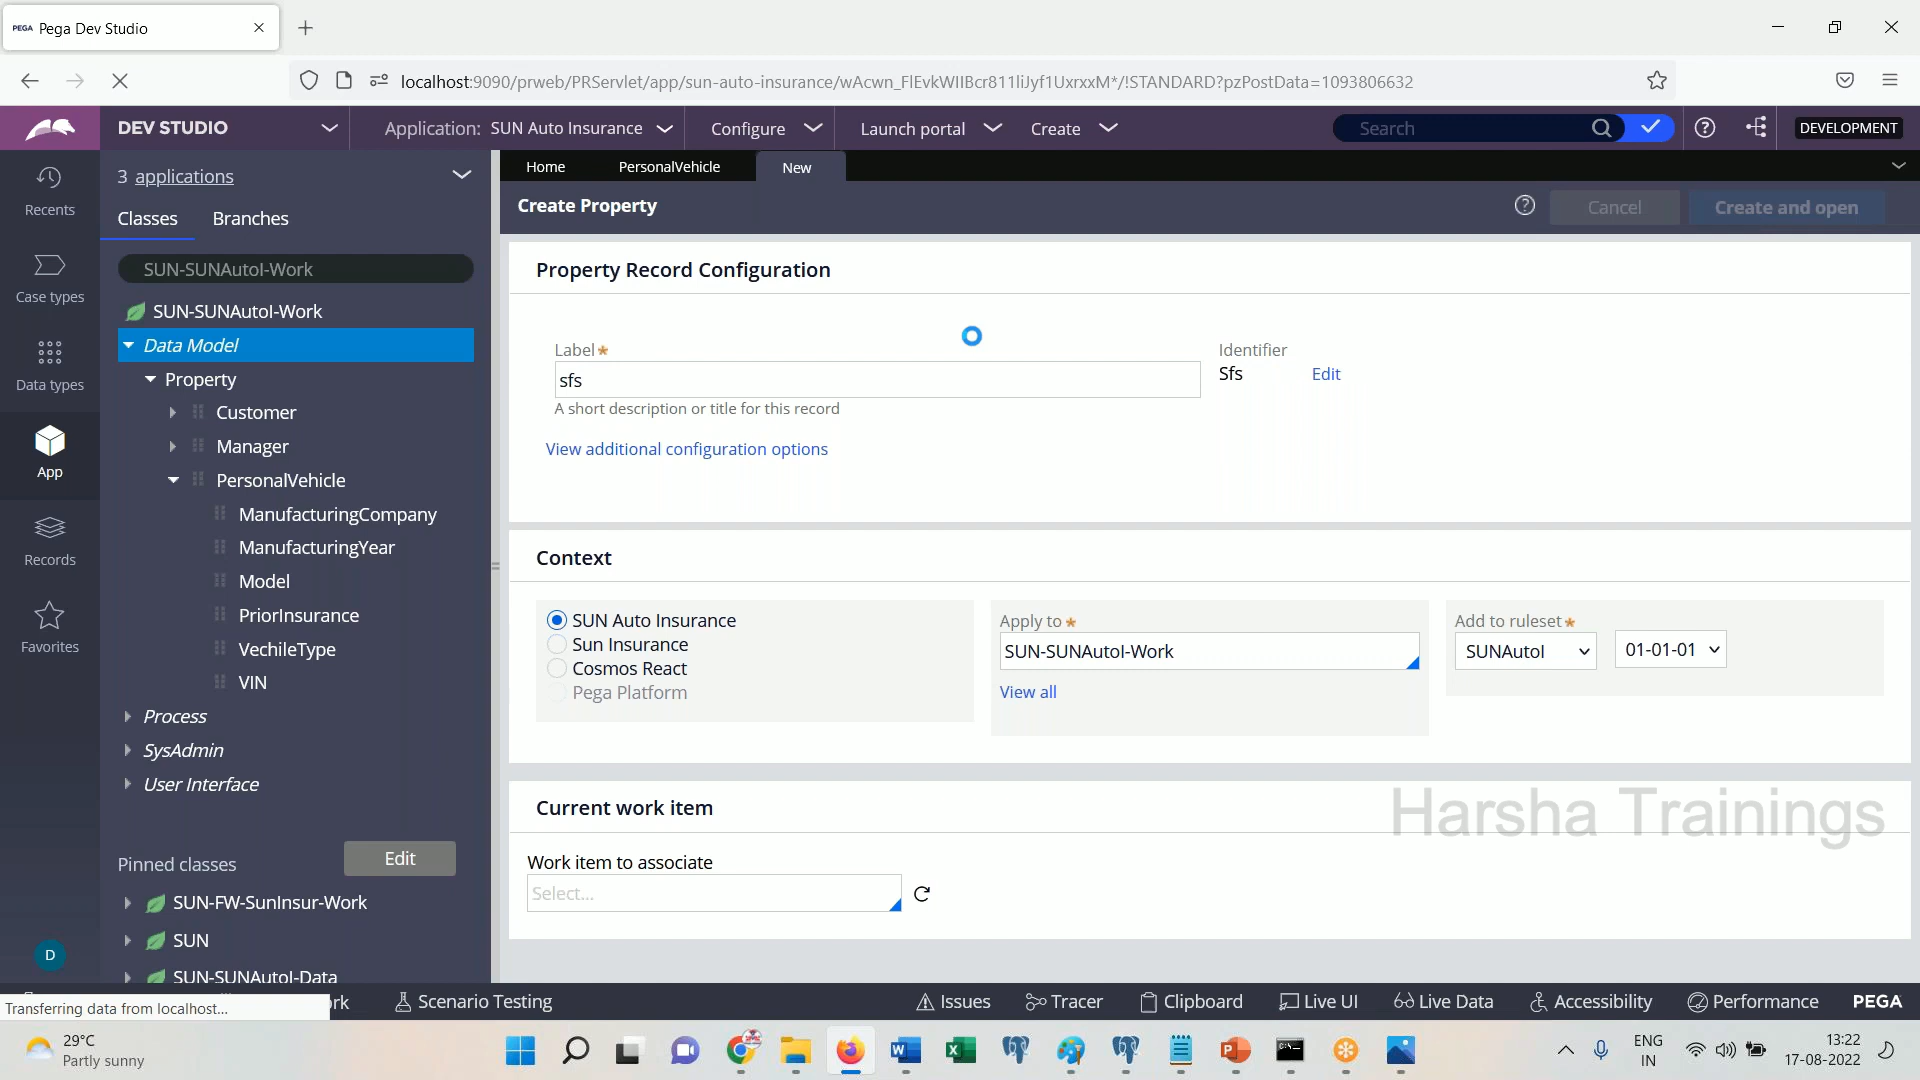 PEGA Pega Dev Studio
localhost:9090/prweb/PRServlet/app/sun-auto-insurance/wAcwn_FlEvkWIIBcr811liJyf1UxrxxM*/!STANDARD?pzPostData=1093806632
DEV STUDIO
Application: SUN Auto Insurance
Configure
Launch portal
Create
Search
DEVELOPMENT
Recents
Case types
Data types
App
Records
Favorites
D
3 applications
Classes Branches
SUN-SUNAutoI-Work
SUN-SUNAutoI-Work
Data Model
Property
Customer
Manager
PersonalVehicle
ManufacturingCompany
ManufacturingYear
Model
PriorInsurance
VechileType
VIN
Process
SysAdmin
User Interface
Pinned classes Edit
SUN-FW-SunInsur-Work
SUN
SUN-SUNAutoI-Data
Home PersonalVehicle New
Create Property
Cancel Create and open
Property Record Configuration
Label*
sfs
A short description or title for this record
Identifier
Sfs Edit
View additional configuration options
Context
SUN Auto Insurance
Sun Insurance
Cosmos React
Pega Platform
Apply to*
SUN-SUNAutoI-Work
View all
Add to ruleset*
SUNAutoI 01-01-01
Current work item
Harsha Trainings
Work item to associate
Select...
Transferring data from localhost...
rk
Scenario Testing
Issues Tracer Clipboard Live UI Live Data Accessibility Performance PEGA
29°C
Partly sunny
ENG
IN
13:22
17-08-2022